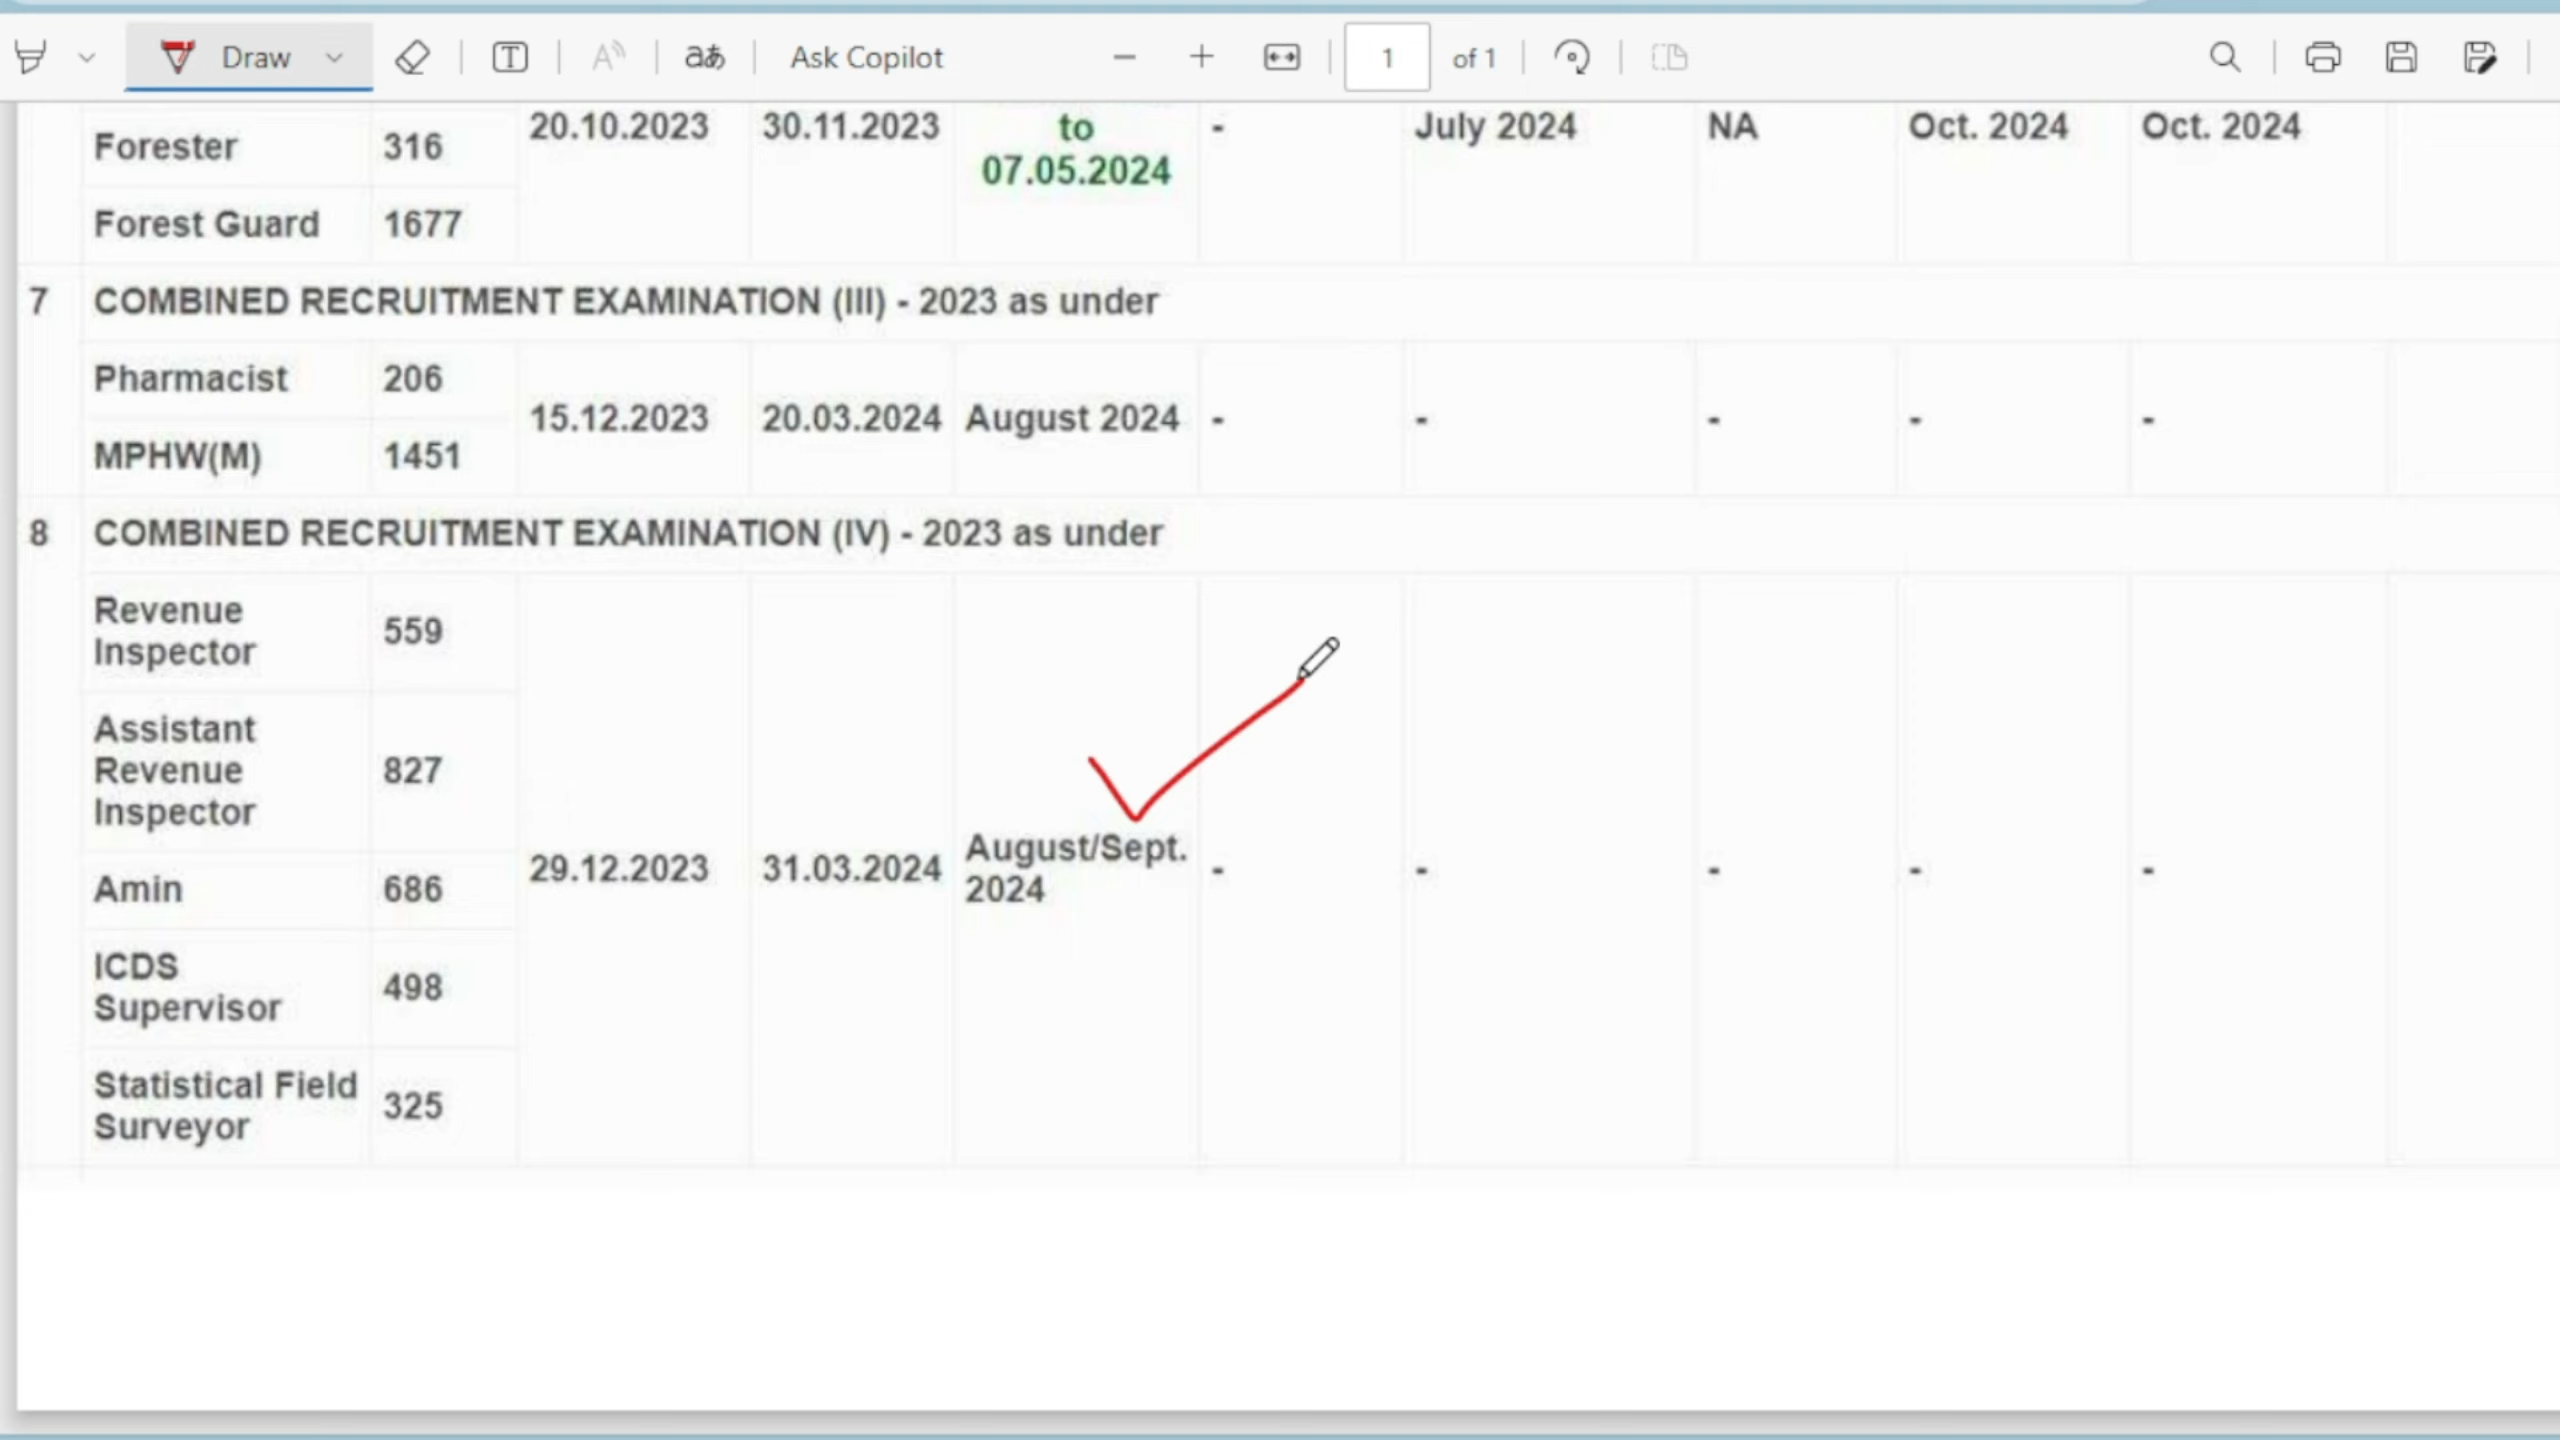 Draw
T
A
aあ
Ask Copilot
1
of 1
Forester 316 20.10.2023 30.11.2023 to - July 2024 NA Oct. 2024 Oct. 2024
07.05.2024
Forest Guard 1677
7 COMBINED RECRUITMENT EXAMINATION (III) - 2023 as under
Pharmacist 206
15.12.2023 20.03.2024 August 2024 - - - - -
MPHW(M) 1451
8 COMBINED RECRUITMENT EXAMINATION (IV) - 2023 as under
Revenue
Inspector
559
Assistant
Revenue
Inspector
827
Amin 686
29.12.2023 31.03.2024 August/Sept.
2024
- - - - -
ICDS
Supervisor
498
Statistical Field
Surveyor
325